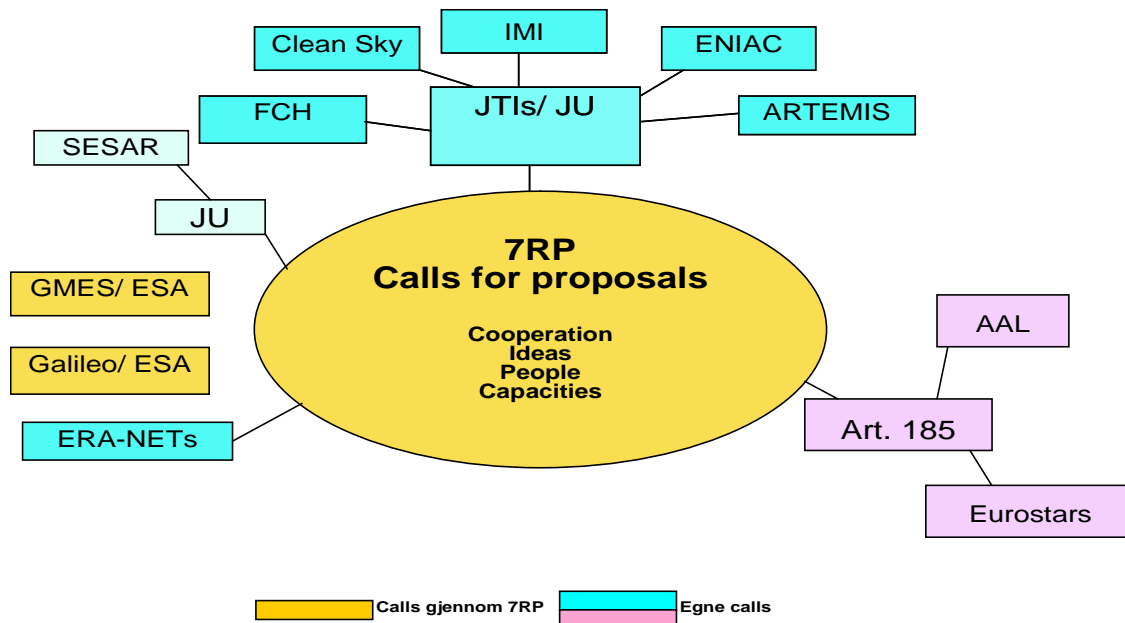 IMI
Clean Sky
ENIAC
FCH
JTIs/ JU
ARTEMIS
SESAR
JU
7RP
Calls for proposals
GMES/ ESA
AAL
Cooperation
Ideas
People
Capacities
Galileo/ ESA
Art. 185
ERA-NETs
Eurostars
Calls gjennom 7RP
Egne calls